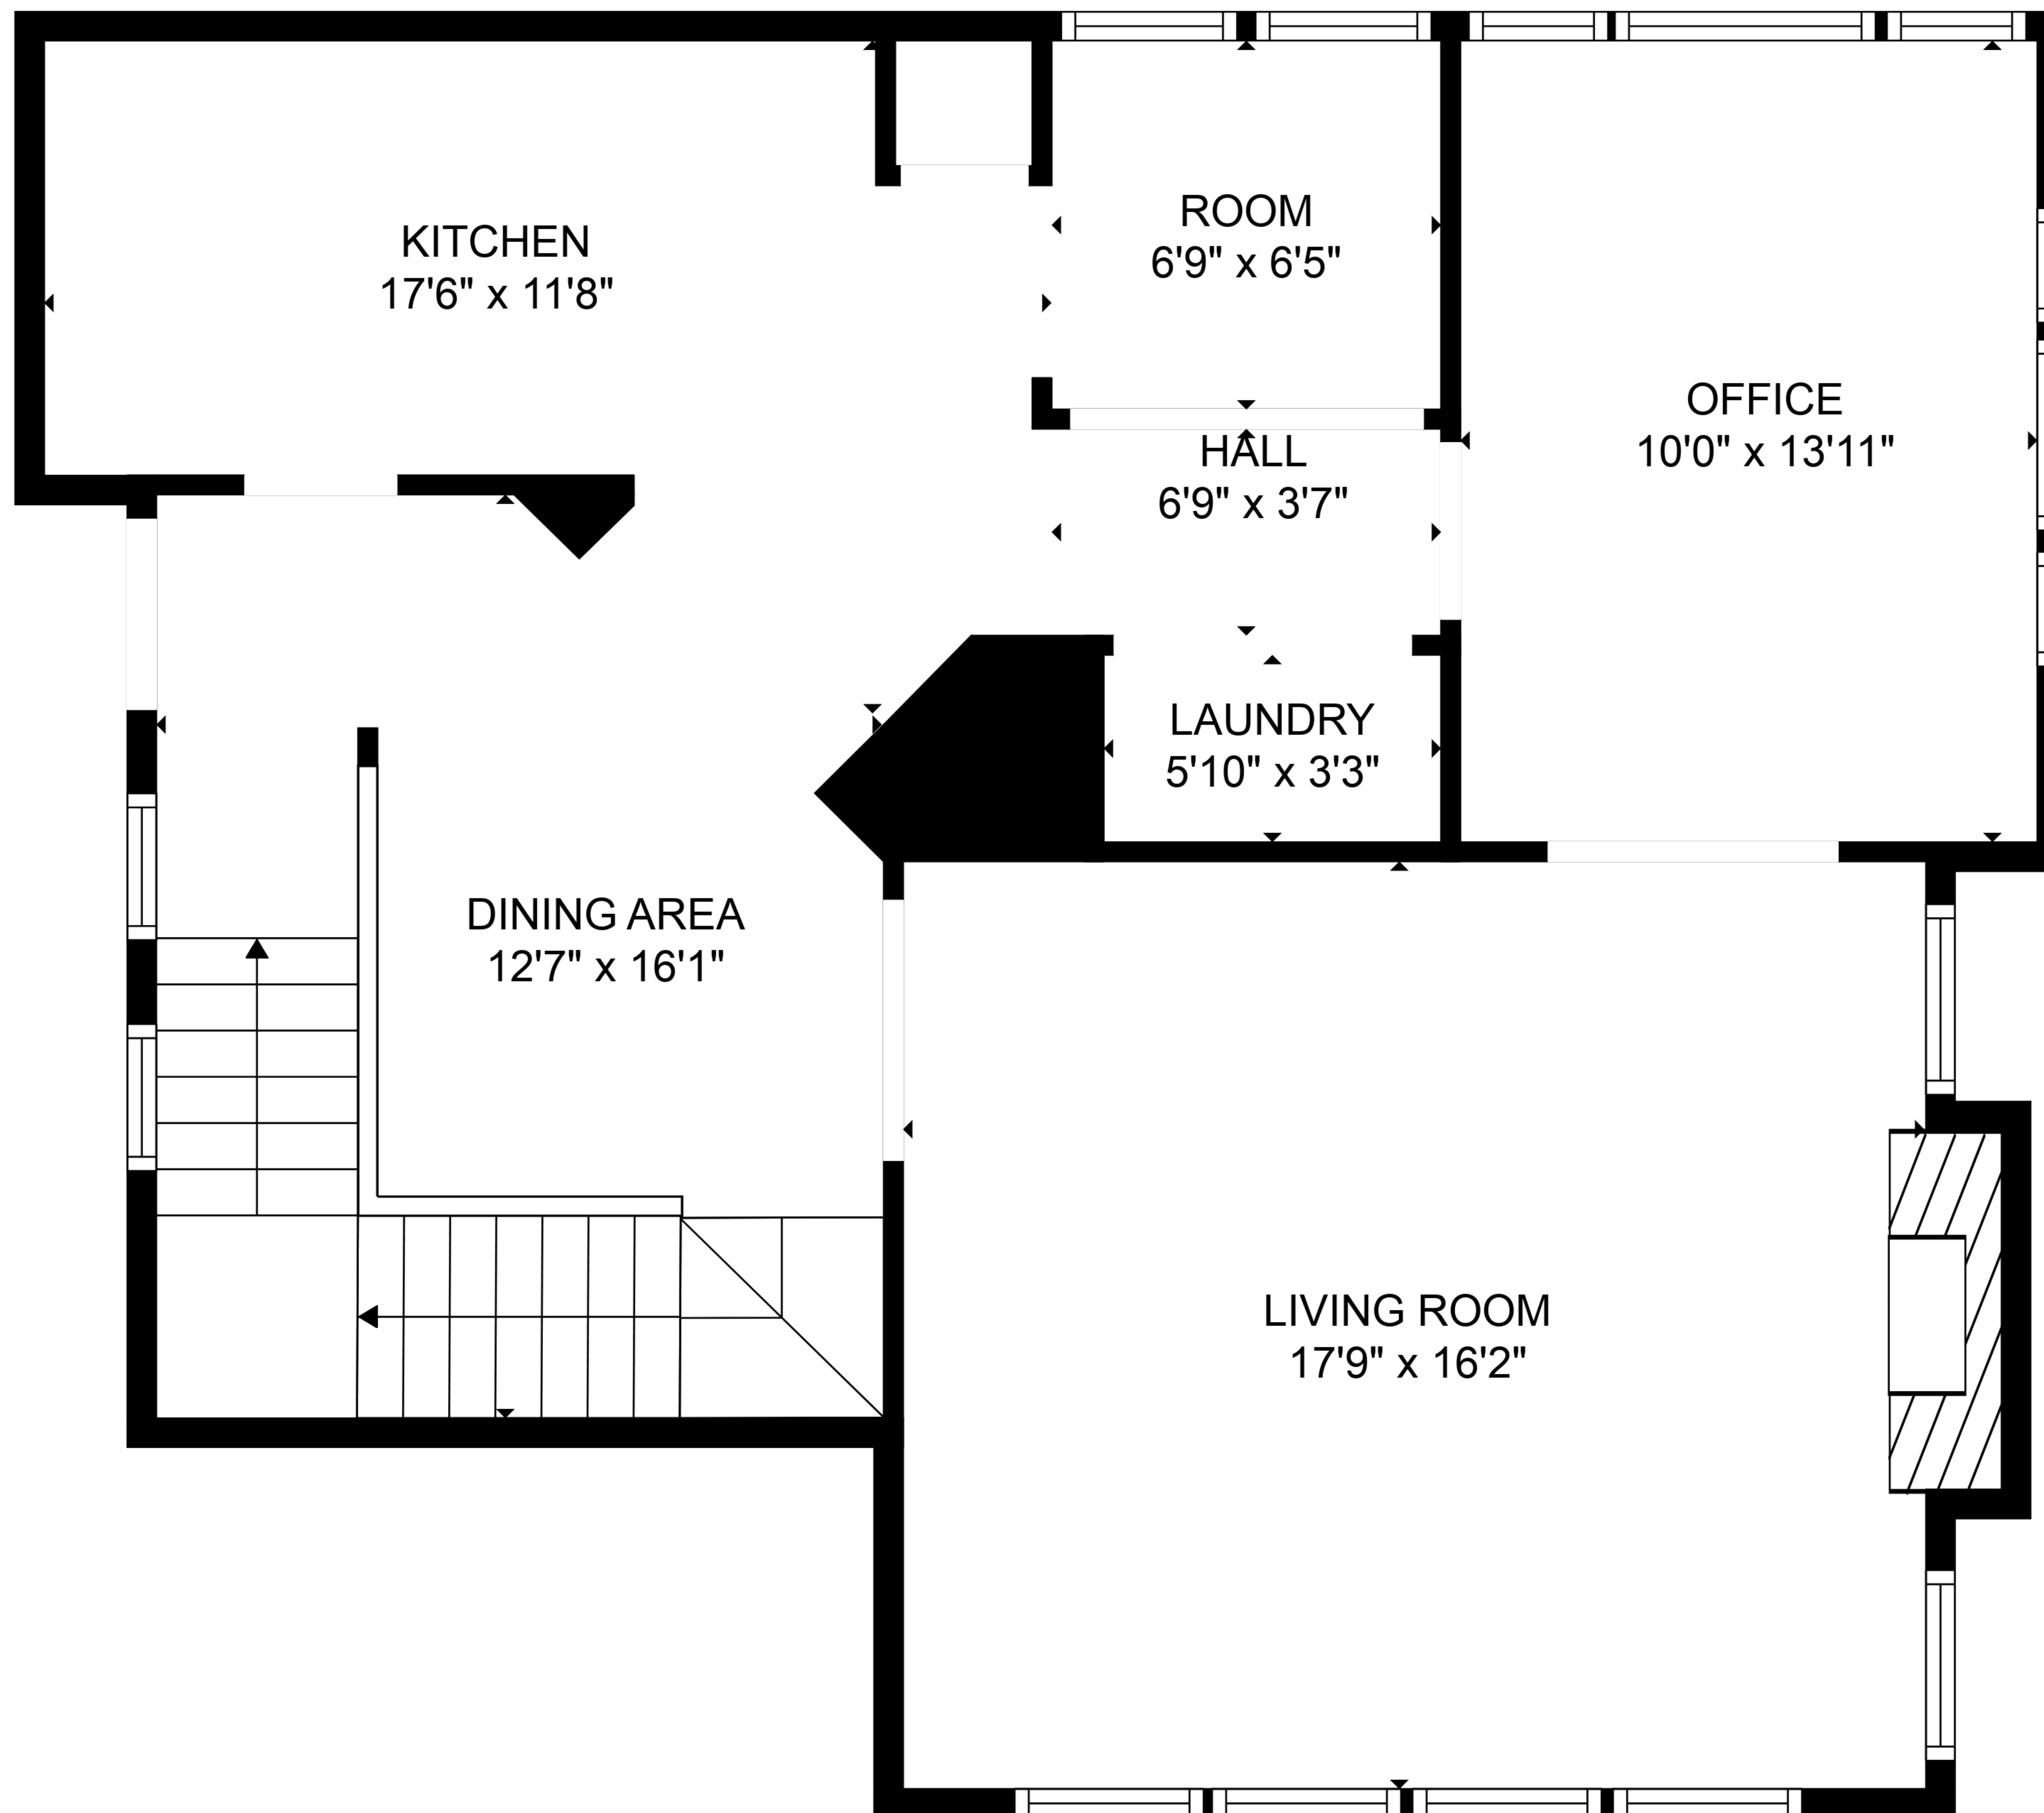 KITCHEN
17'6" x 11'8"
ROOM
6'9" x 6'5"
OFFICE
10'0" x 13'11"
HALL
6'9" x 3'7"
LAUNDRY
5'10" x 3'3"
DINING AREA
12'7" x 16'1"
LIVING ROOM
17'9" x 16'2"